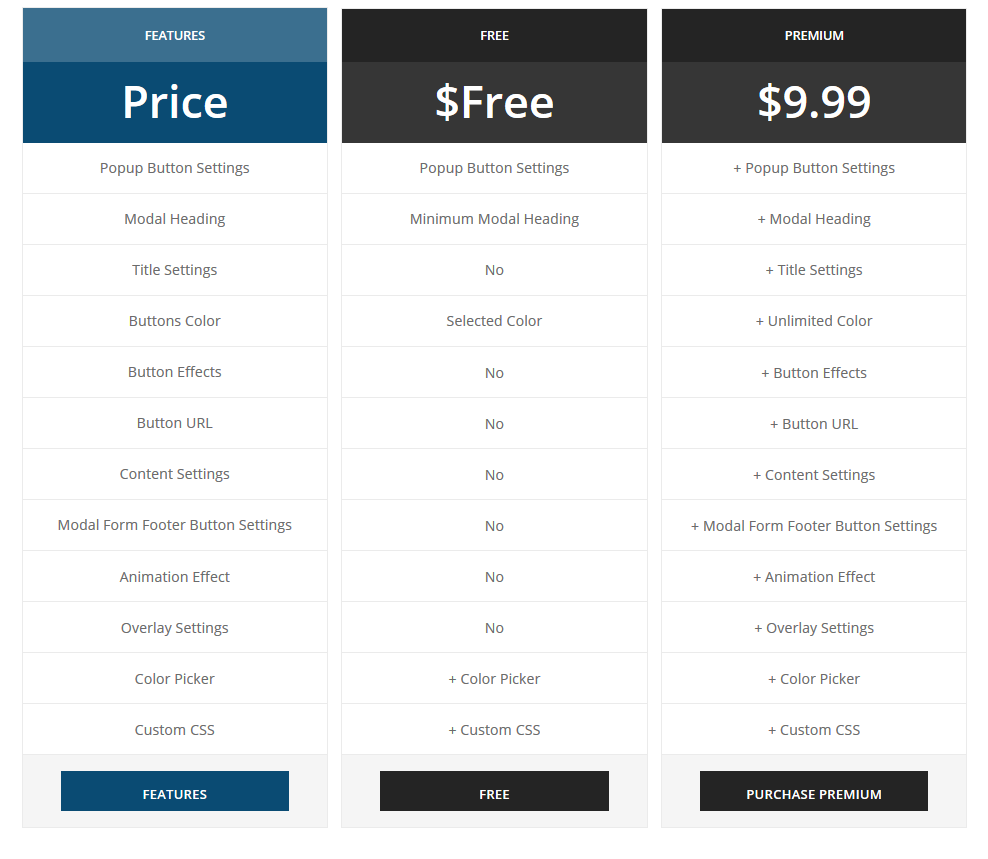 FEATURES FREE PREMIUM
Price $Free $9.99
Popup Button Settings Popup Button Settings + Popup Button Settings
Modal Heading Minimum Modal Heading + Modal Heading
Title Settings No + Title Settings
Buttons Color Selected Color + Unlimited Color
Button Effects No + Button Effects
Button URL No + Button URL
Content Settings No + Content Settings
Modal Form Footer Button Settings No + Modal Form Footer Button Settings
Animation Effect No + Animation Effect
Overlay Settings No + Overlay Settings
Color Picker + Color Picker + Color Picker
Custom CSS + Custom CSS + Custom CSS
FEATURES FREE PURCHASE PREMIUM